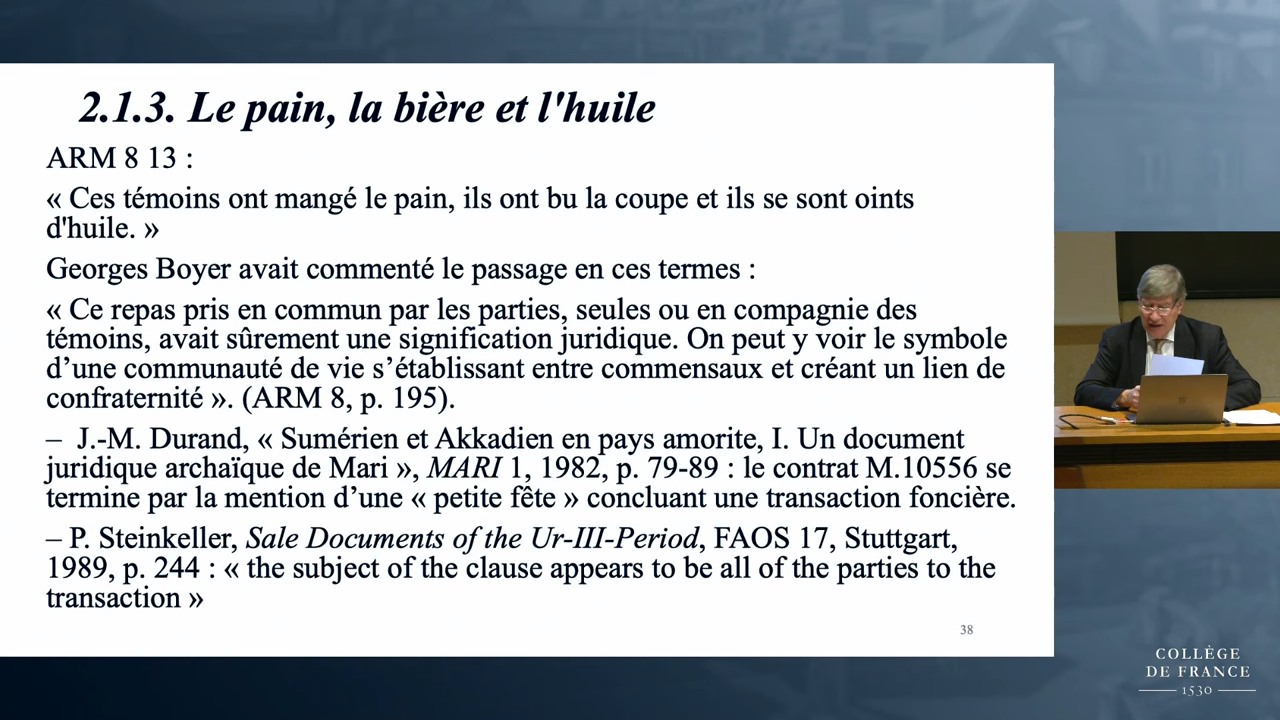 2.1.3. Le pain, la bière et l'huile
ARM 8 13 :
« Ces témoins ont mangé le pain, ils ont bu la coupe et ils se sont oints
d'huile. »
Georges Boyer avait commenté le passage en ces termes :
« Ce repas pris en commun par les parties, seules ou en compagnie des
témoins, avait sûrement une signification juridique. On peut y voir le symbole
d’une communauté de vie s’établissant entre commensaux et créant un lien de
confraternité ». (ARM 8, p. 195).
– J.-M. Durand, « Sumérien et Akkadien en pays amorite, I. Un document
juridique archaïque de Mari », MARI 1, 1982, p. 79-89 : le contrat M.10556 se
termine par la mention d’une « petite fête » concluant une transaction foncière.
– P. Steinkeller, Sale Documents of the Ur-III-Period, FAOS 17, Stuttgart,
1989, p. 244 : « the subject of the clause appears to be all of the parties to the
transaction »
38
COLLÈGE
DE FRANCE
1530